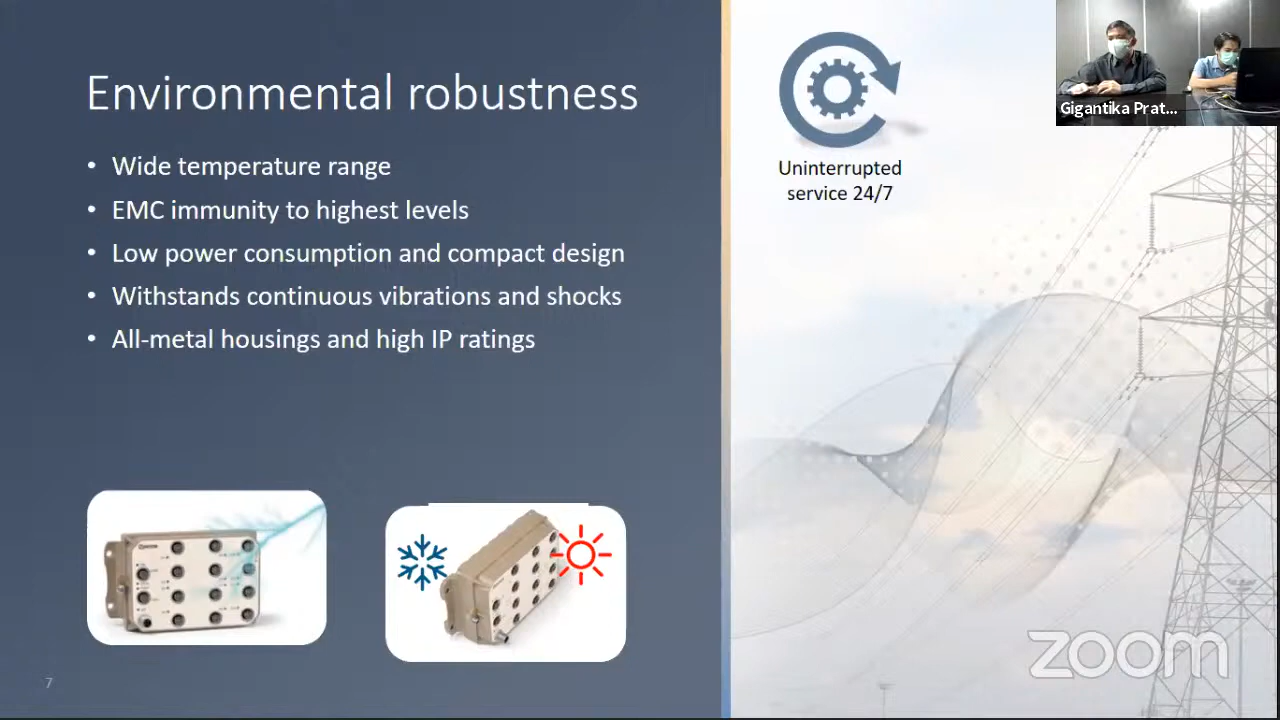 Environmental robustness
• Wide temperature range
• EMC immunity to highest levels
• Low power consumption and compact design
• Withstands continuous vibrations and shocks
• All-metal housings and high IP ratings
7
Uninterrupted
service 24/7
Gigantika Prat...
zoom